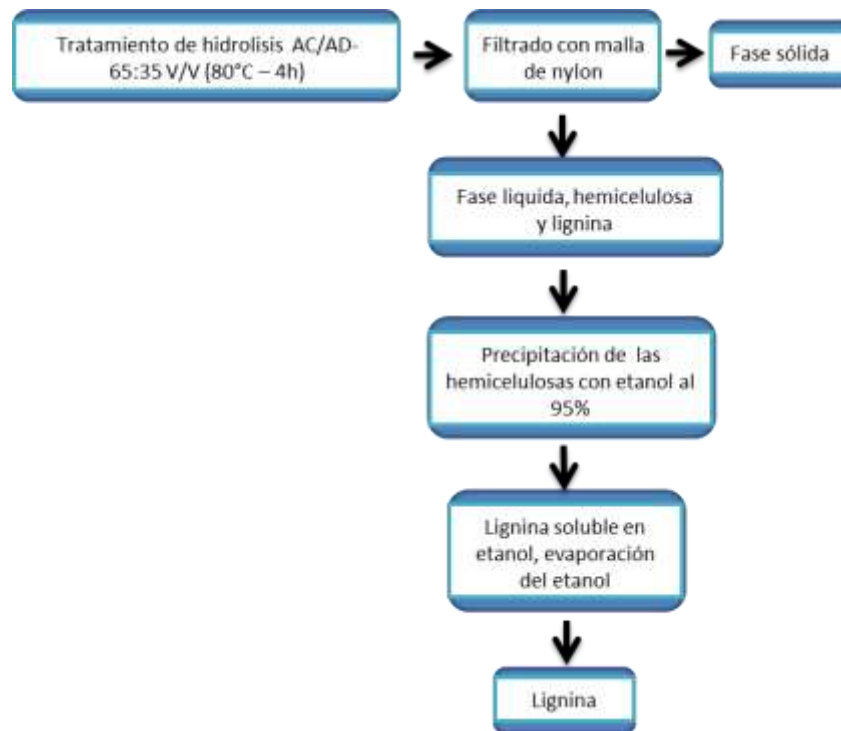 Tratamiento de hidrolisis AC/AD-
65:35 V/V (80°C – 4h)
Filtrado con malla
de nylon
Fase sólida
Fase liquida, hemicelulosa
y lignina
Precipitación de las
hemicelulosas con etanol al
95%
Lignina soluble en
etanol, evaporación
del etanol
Lignina